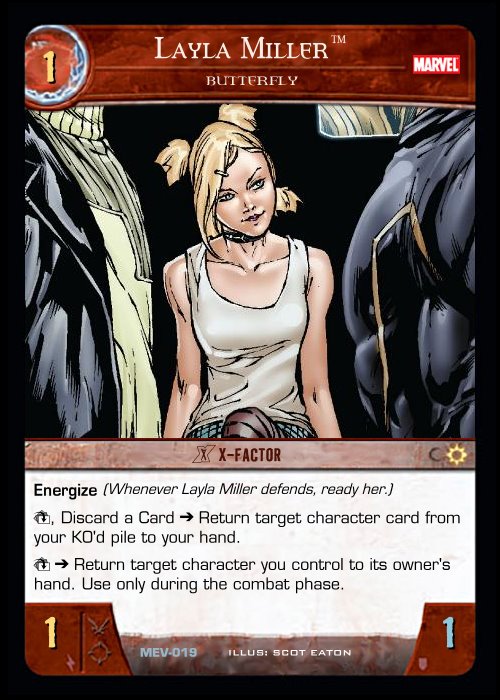 1
Layla Miller™
MARVEL
BUTTERFLY
X X-FACTOR
C
Energize (Whenever Layla Miller defends, ready her.)
, Discard a Card ➔ Return target character card from
your KO'd pile to your hand.
➔ Return target character you control to its owner's
hand. Use only during the combat phase.
1
1
MEV-019 ILLUS: SCOT EATON